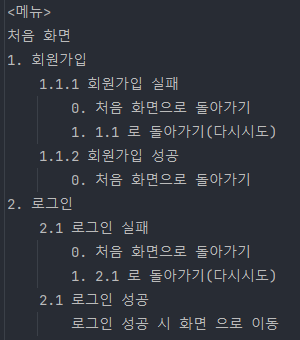 <메뉴>
처음 화면
1. 회원가입
1.1.1 회원가입 실패
0. 처음 화면으로 돌아가기
1. 1.1 로 돌아가기(다시시도)
1.1.2 회원가입 성공
0. 처음 화면으로 돌아가기
2. 로그인
2.1 로그인 실패
0. 처음 화면으로 돌아가기
1. 2.1 로 돌아가기(다시시도)
2.1 로그인 성공
로그인 성공 시 화면 으로 이동